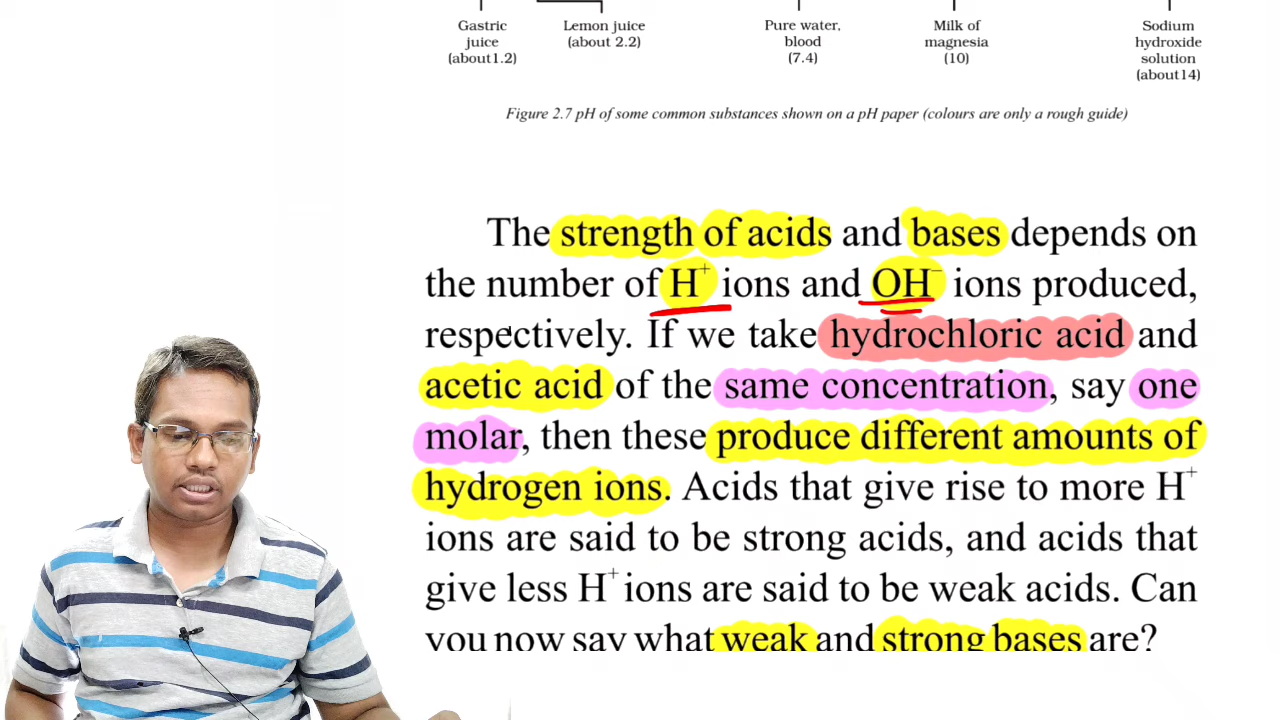 Gastric
juice
(about1.2)
Lemon juice
(about 2.2)
Pure water,
blood
(7.4)
Milk of
magnesia
(10)
Sodium
hydroxide
solution
(about14)
Figure 2.7 pH of some common substances shown on a pH paper (colours are only a rough guide)
The strength of acids and bases depends on
the number of H⁺ ions and OH⁻ ions produced,
respectively. If we take hydrochloric acid and
acetic acid of the same concentration, say one
molar, then these produce different amounts of
hydrogen ions. Acids that give rise to more H⁺
ions are said to be strong acids, and acids that
give less H⁺ ions are said to be weak acids. Can
you now say what weak and strong bases are?